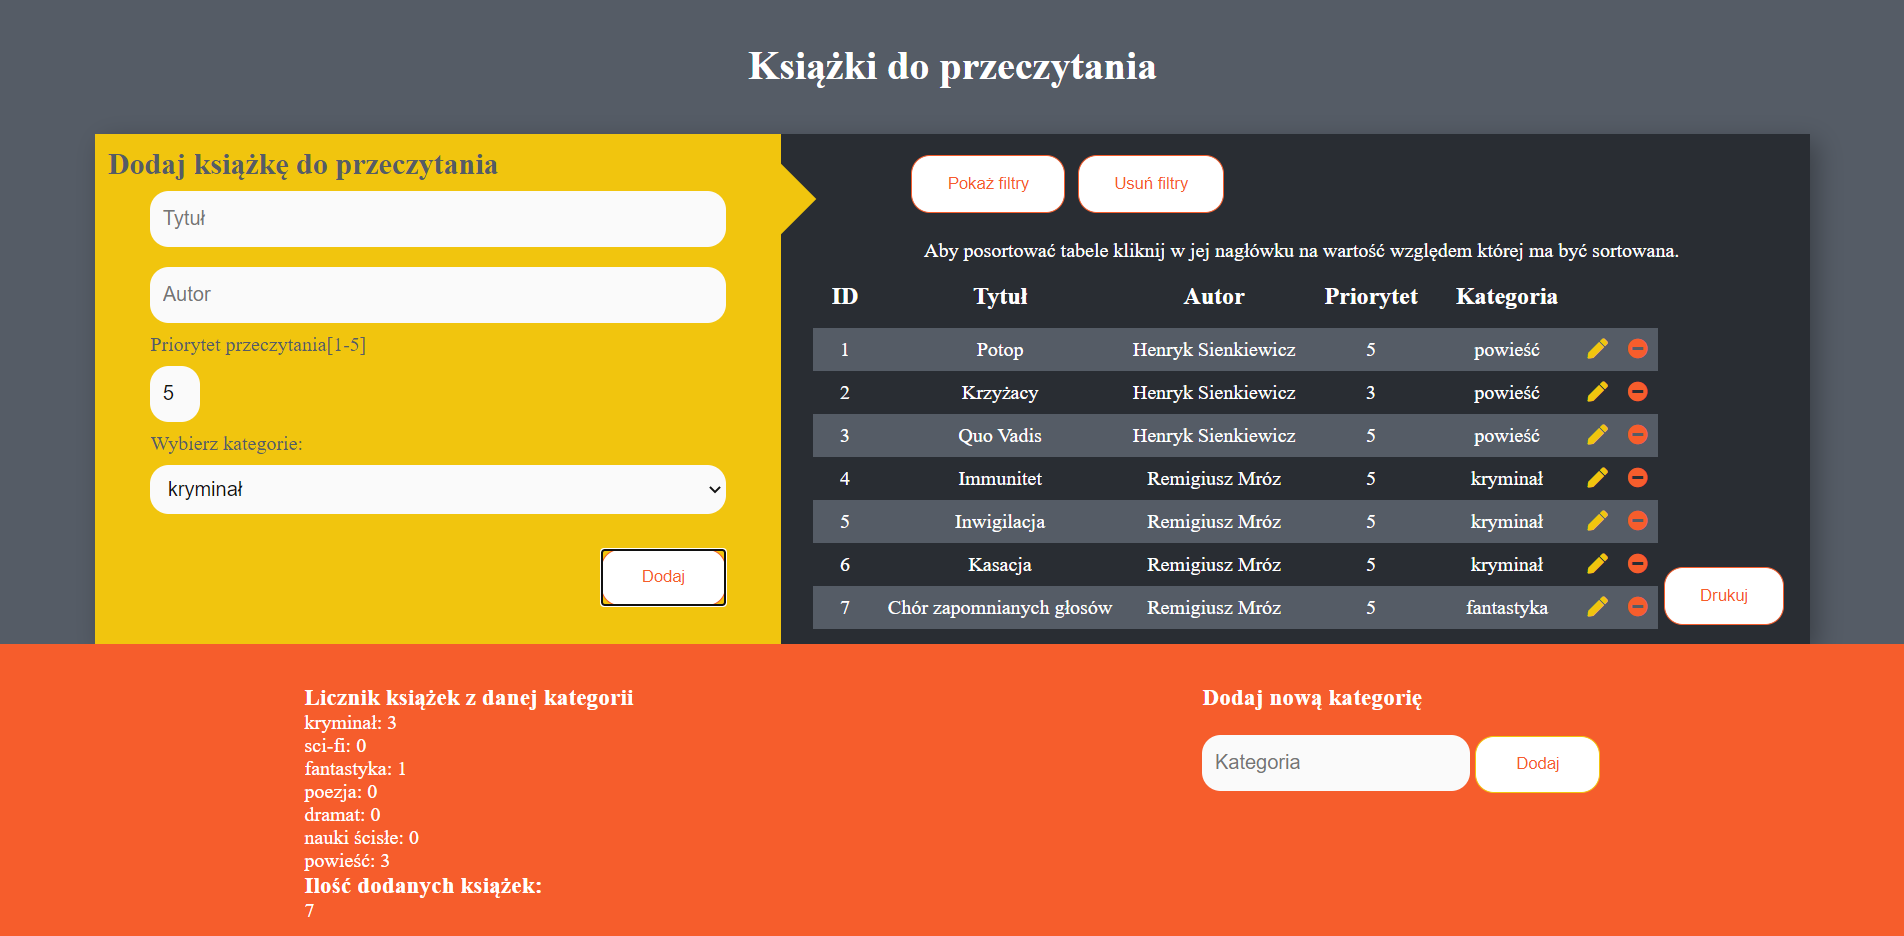 Książki do przeczytania
Dodaj książkę do przeczytania
Tytuł
Autor
Priorytet przeczytania[1-5]
5
Wybierz kategorie:
kryminał
Dodaj
Pokaż filtry Usuń filtry
Aby posortować tabele kliknij w jej nagłówku na wartość względem której ma być sortowana.
ID Tytuł Autor Priorytet Kategoria
1 Potop Henryk Sienkiewicz 5 powieść
2 Krzyżacy Henryk Sienkiewicz 3 powieść
3 Quo Vadis Henryk Sienkiewicz 5 powieść
4 Immunitet Remigiusz Mróz 5 kryminał
5 Inwigilacja Remigiusz Mróz 5 kryminał
6 Kasacja Remigiusz Mróz 5 kryminał
7 Chór zapomnianych głosów Remigiusz Mróz 5 fantastyka
Drukuj
Licznik książek z danej kategorii
kryminał: 3
sci-fi: 0
fantastyka: 1
poezja: 0
dramat: 0
nauki ścisłe: 0
powieść: 3
Ilość dodanych książek:
7
Dodaj nową kategorię
Kategoria Dodaj